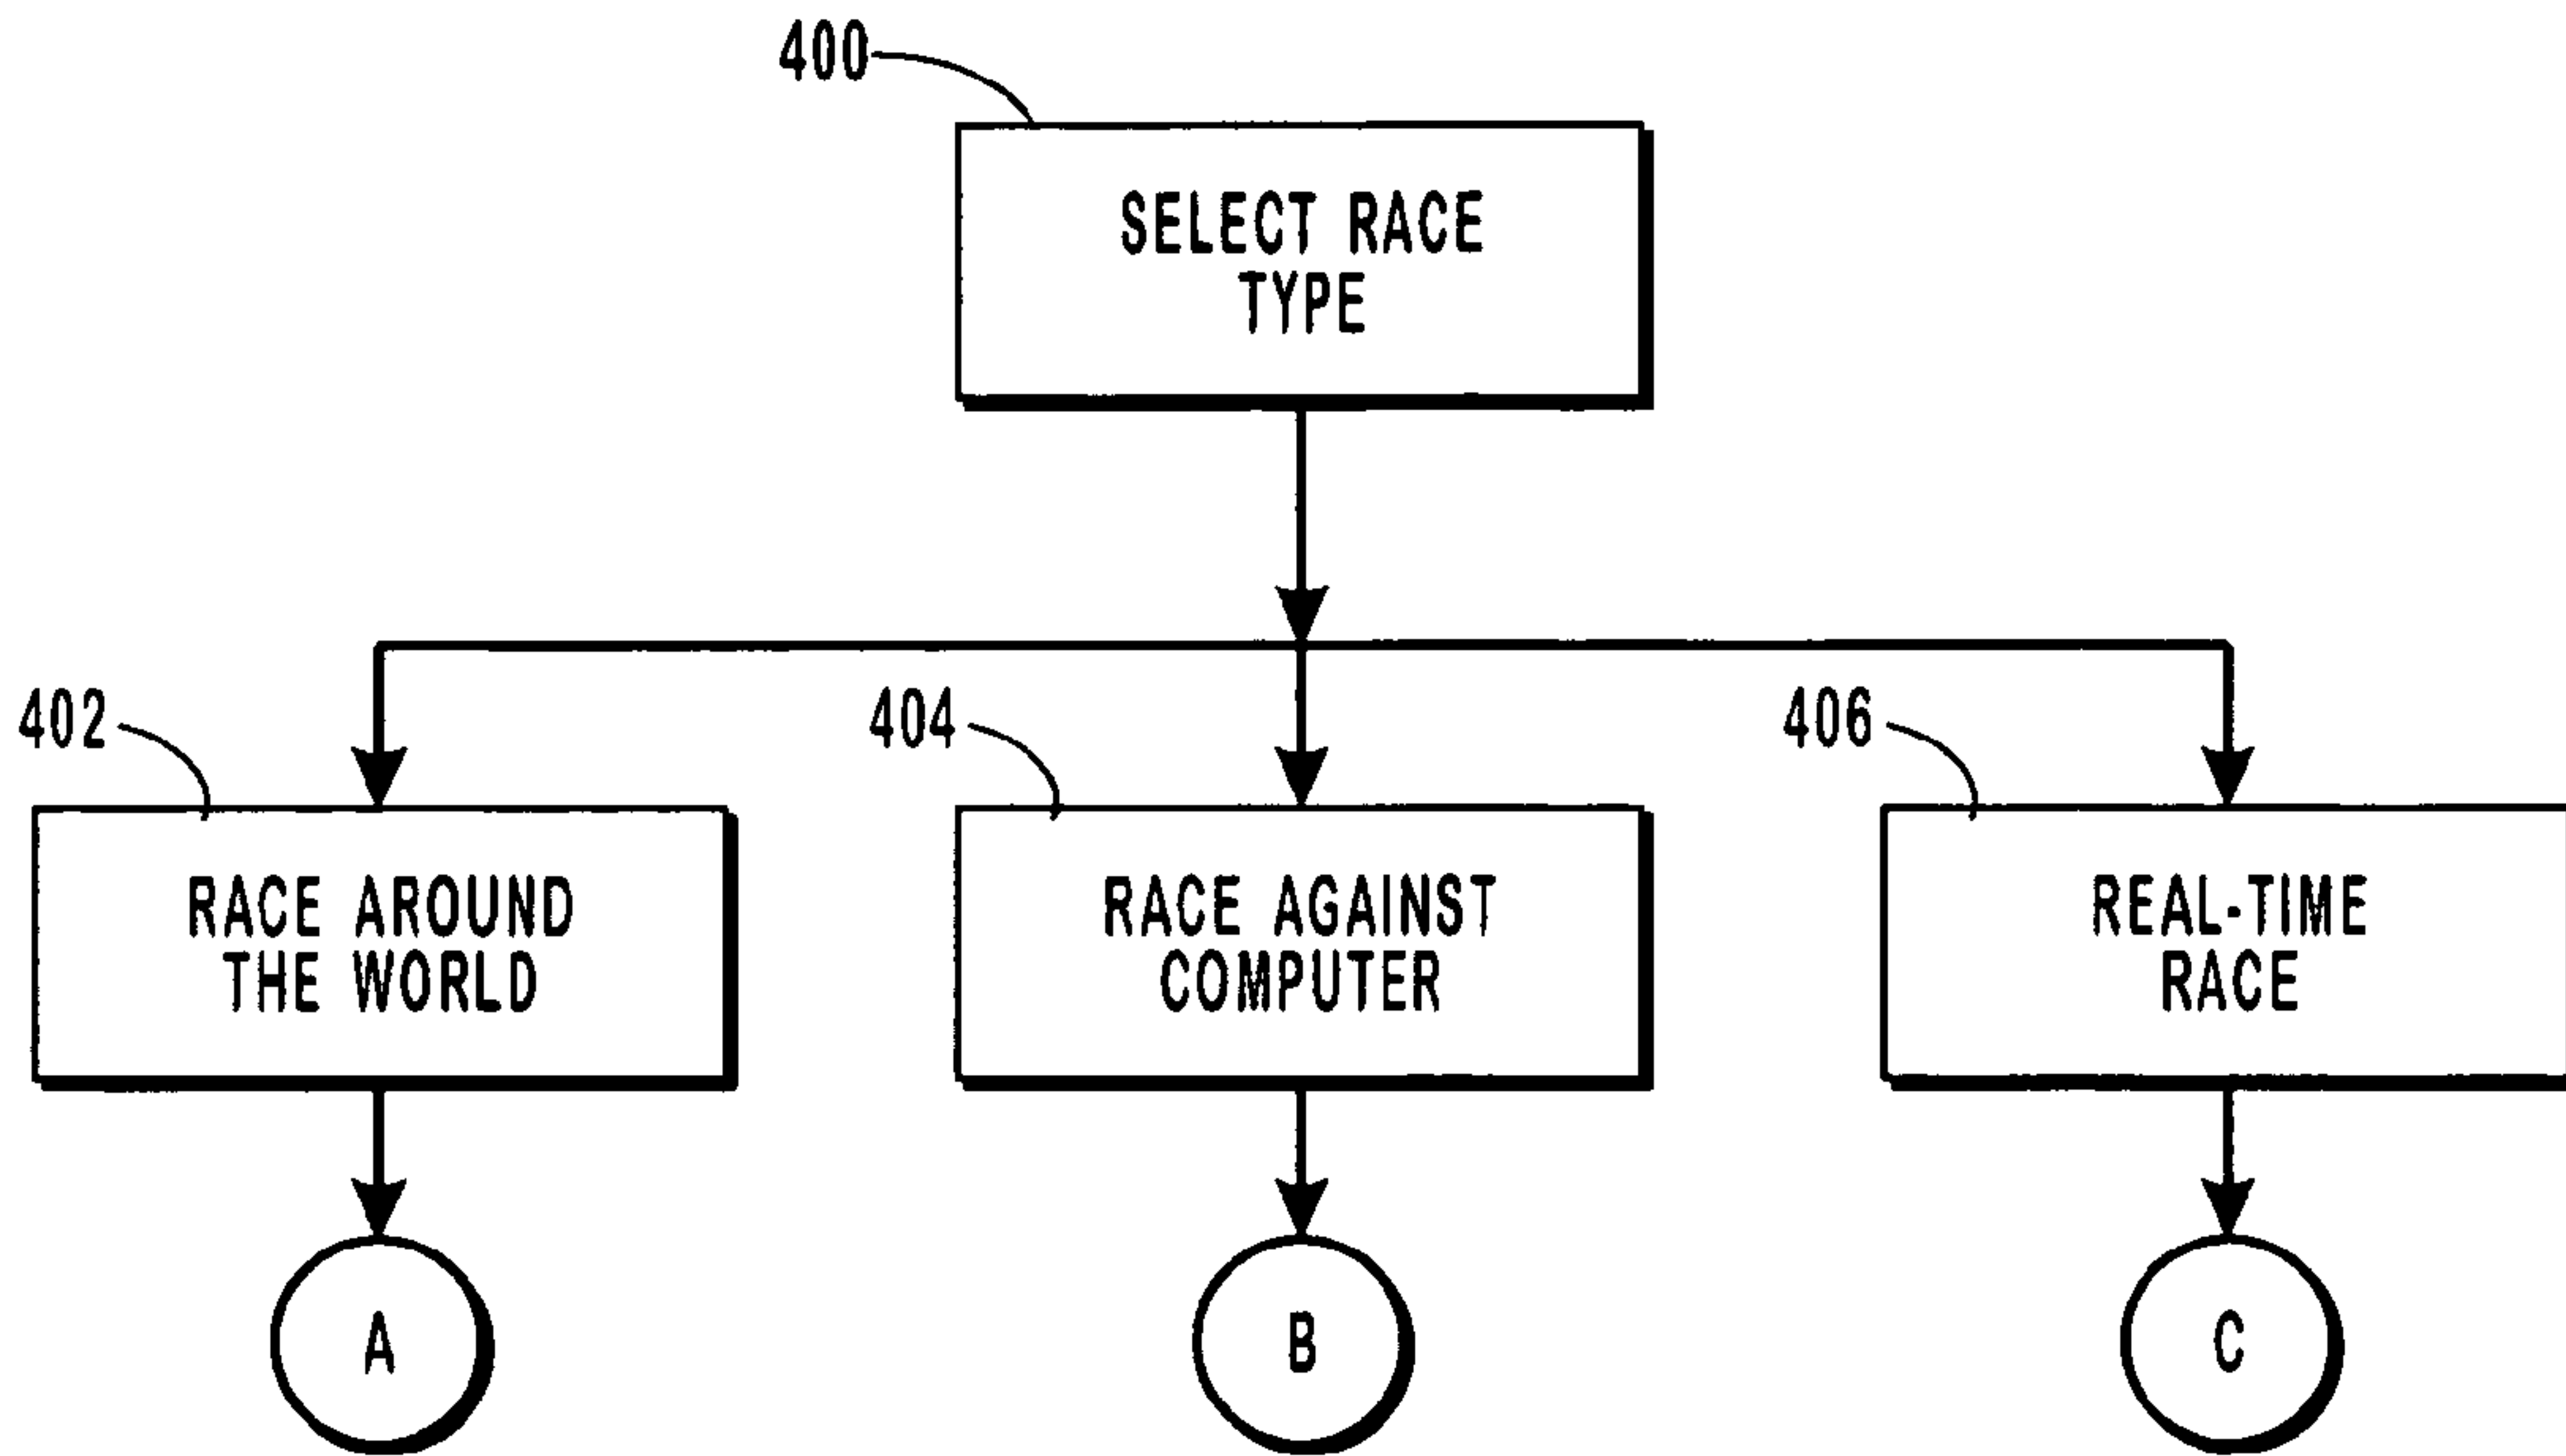 400
SELECT RACE
TYPE
402
404
406
RACE AROUND
THE WORLD
RACE AGAINST
COMPUTER
REAL-TIME
RACE
A
B
C